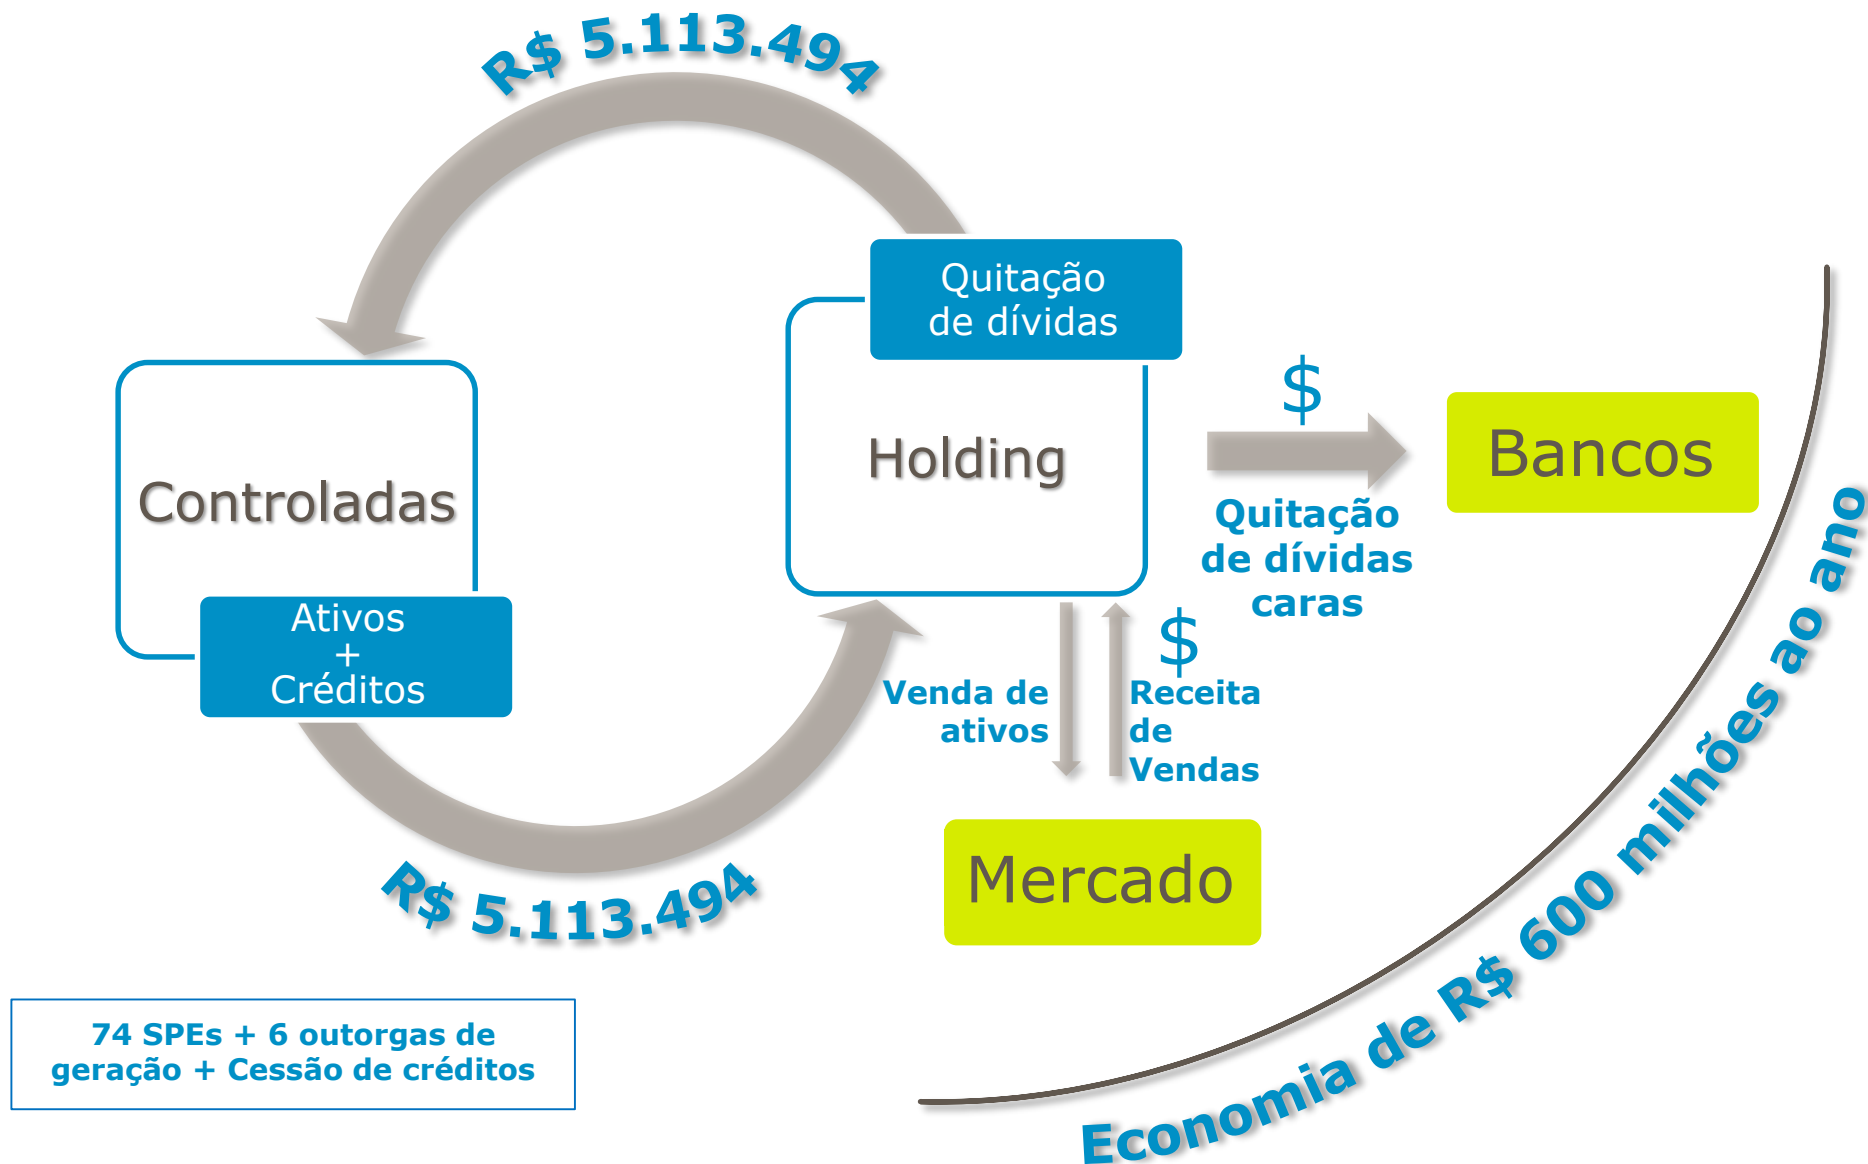 R$ 5.113.494
Quitação
de dívidas
$
Holding
Bancos
Controladas
Quitação
de dívidas
caras
Ativos
+
Créditos
$
Venda de
ativos
Receita
de
Vendas
Mercado
R$ 5.113.494
Economia de R$ 600 milhões ao ano
74 SPEs + 6 outorgas de
geração + Cessão de créditos